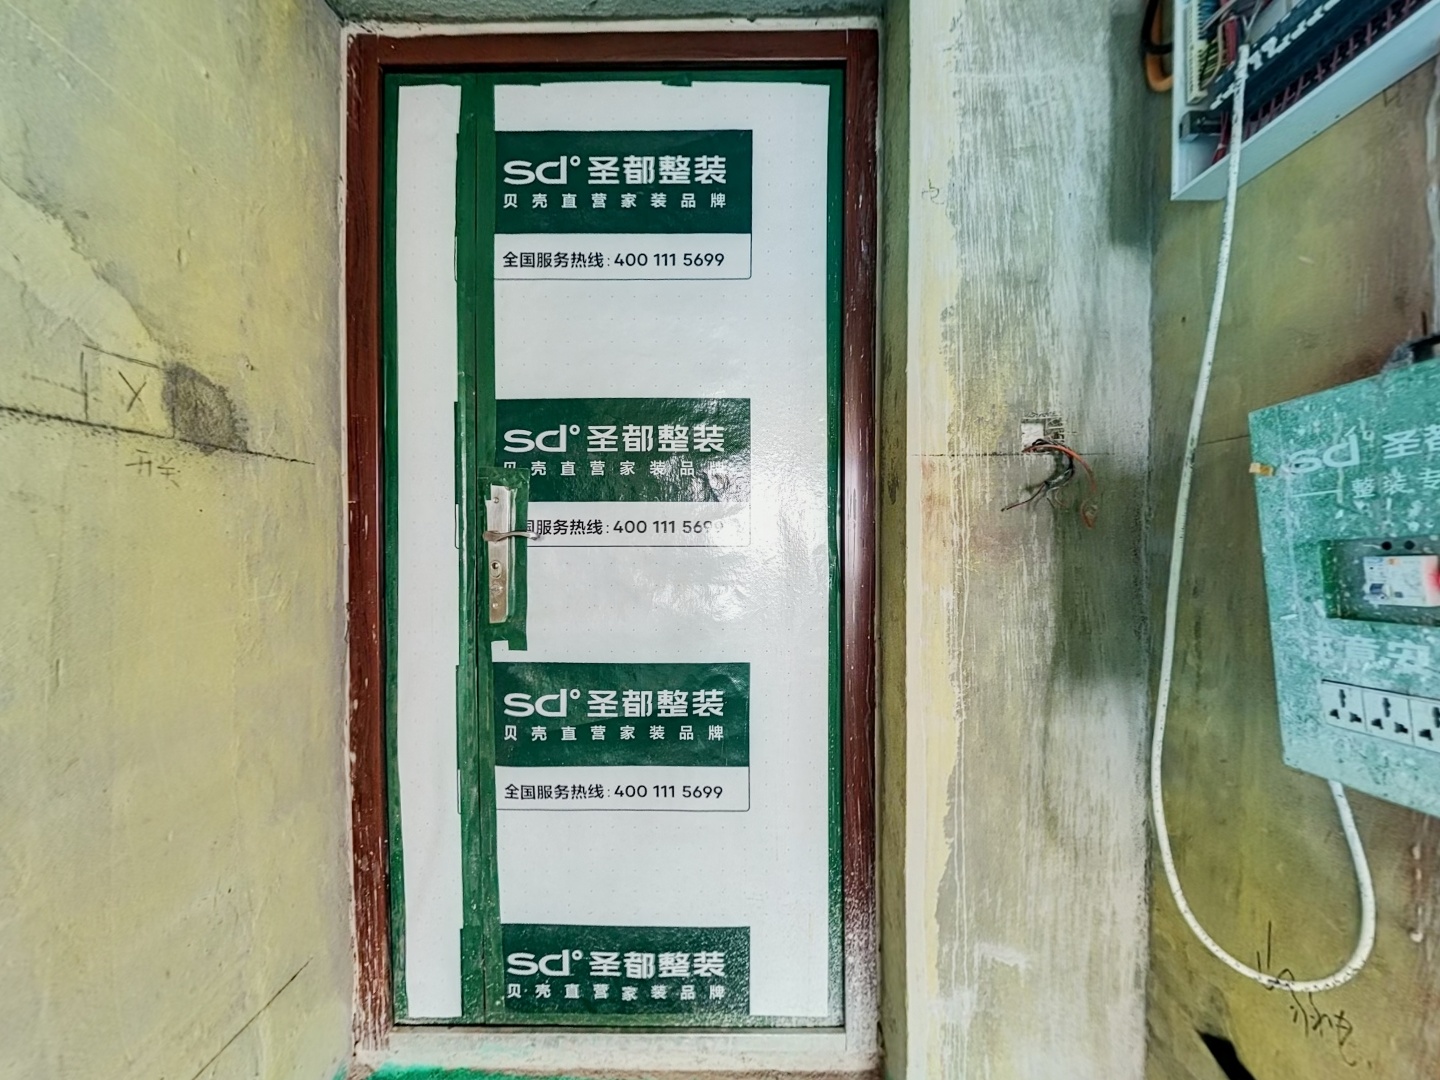 sd°圣都整装
贝壳直营家装品牌
全国服务热线:400 111 5699
sd°圣都整装
贝壳直营家装品牌
国服务热线:400 111 5699
sd°圣都整装
贝壳直营家装品牌
全国服务热线:400 111 5699
sd°圣都整装
贝壳直营家装品牌
开关
sd 圣
整装